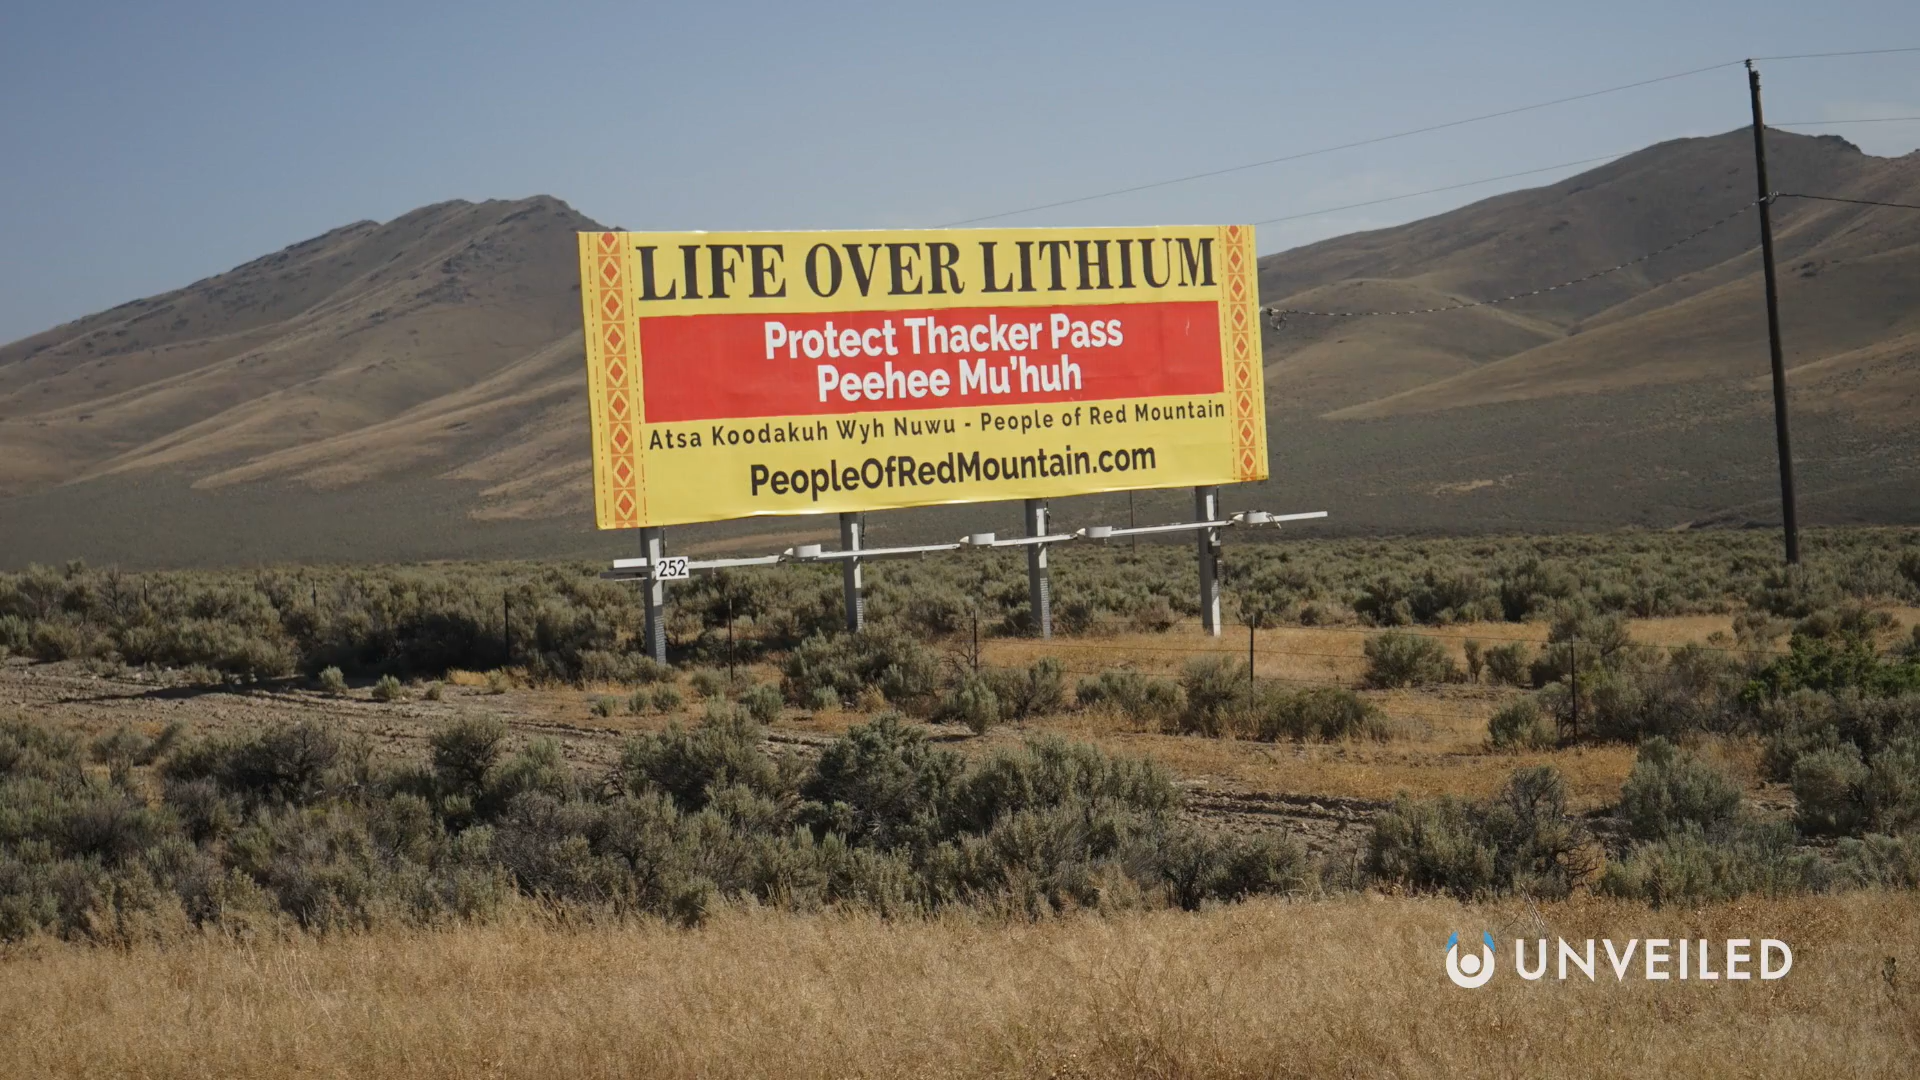 LIFE OVER LITHIUM
Protect Thacker Pass
Peehee Mu'huh
Atsa Koodakuh Wyh Nuwu - People of Red Mountain
PeopleOfRedMountain.com
252
UNVEILED